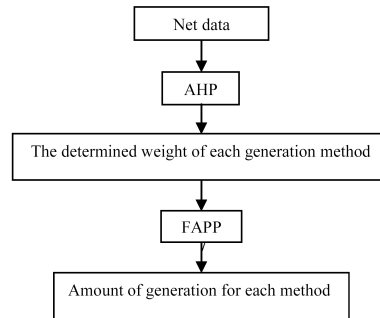 Net data
AHP
The determined weight of each generation method
FAPP
Amount of generation for each method